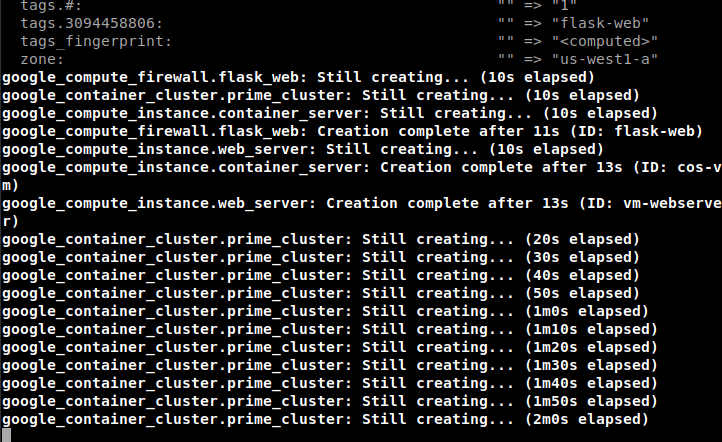 tags.#: "" => "1"
tags.3094458806: "" => "flask-web"
tags_fingerprint: "" => "<computed>"
zone: "" => "us-west1-a"
google_compute_firewall.flask_web: Still creating... (10s elapsed)
google_container_cluster.prime_cluster: Still creating... (10s elapsed)
google_compute_instance.container_server: Still creating... (10s elapsed)
google_compute_firewall.flask_web: Creation complete after 11s (ID: flask-web)
google_compute_instance.web_server: Still creating... (10s elapsed)
google_compute_instance.container_server: Creation complete after 13s (ID: cos-v
m)
google_compute_instance.web_server: Creation complete after 13s (ID: vm-webserve
r)
google_container_cluster.prime_cluster: Still creating... (20s elapsed)
google_container_cluster.prime_cluster: Still creating... (30s elapsed)
google_container_cluster.prime_cluster: Still creating... (40s elapsed)
google_container_cluster.prime_cluster: Still creating... (50s elapsed)
google_container_cluster.prime_cluster: Still creating... (1m0s elapsed)
google_container_cluster.prime_cluster: Still creating... (1m10s elapsed)
google_container_cluster.prime_cluster: Still creating... (1m20s elapsed)
google_container_cluster.prime_cluster: Still creating... (1m30s elapsed)
google_container_cluster.prime_cluster: Still creating... (1m40s elapsed)
google_container_cluster.prime_cluster: Still creating... (1m50s elapsed)
google_container_cluster.prime_cluster: Still creating... (2m0s elapsed)